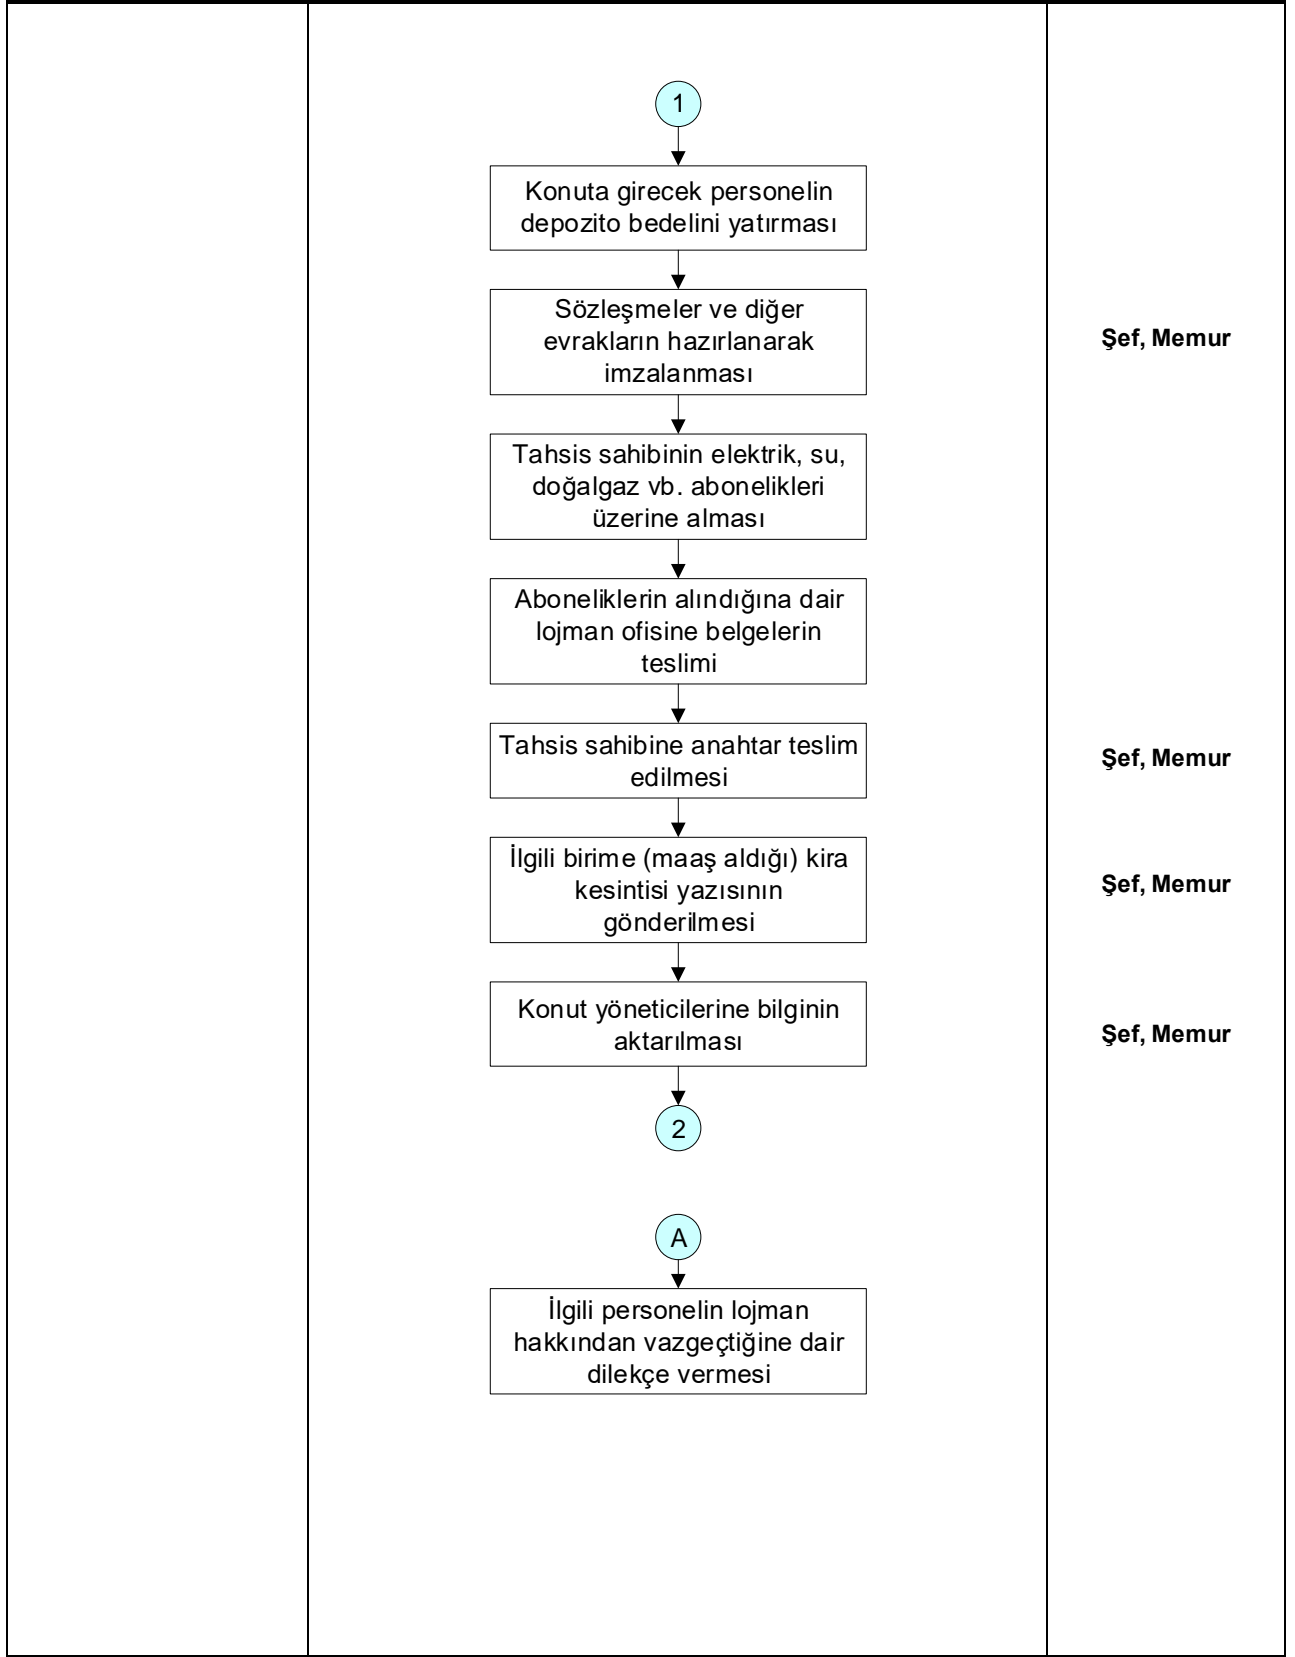 1
Konuta girecek personelin
depozito bedelini yatırması
Sözleşmeler ve diğer
evrakların hazırlanarak
imzalanması
Şef, Memur
Tahsis sahibinin elektrik, su,
doğalgaz vb. abonelikleri
üzerine alması
Aboneliklerin alındığına dair
lojman ofisine belgelerin
teslimi
Tahsis sahibine anahtar teslim
edilmesi
Şef, Memur
İlgili birime (maaş aldığı) kira
kesintisi yazısının
gönderilmesi
Şef, Memur
Konut yöneticilerine bilginin
aktarılması
Şef, Memur
2
A
İlgili personelin lojman
hakkından vazgeçtiğine dair
dilekçe vermesi